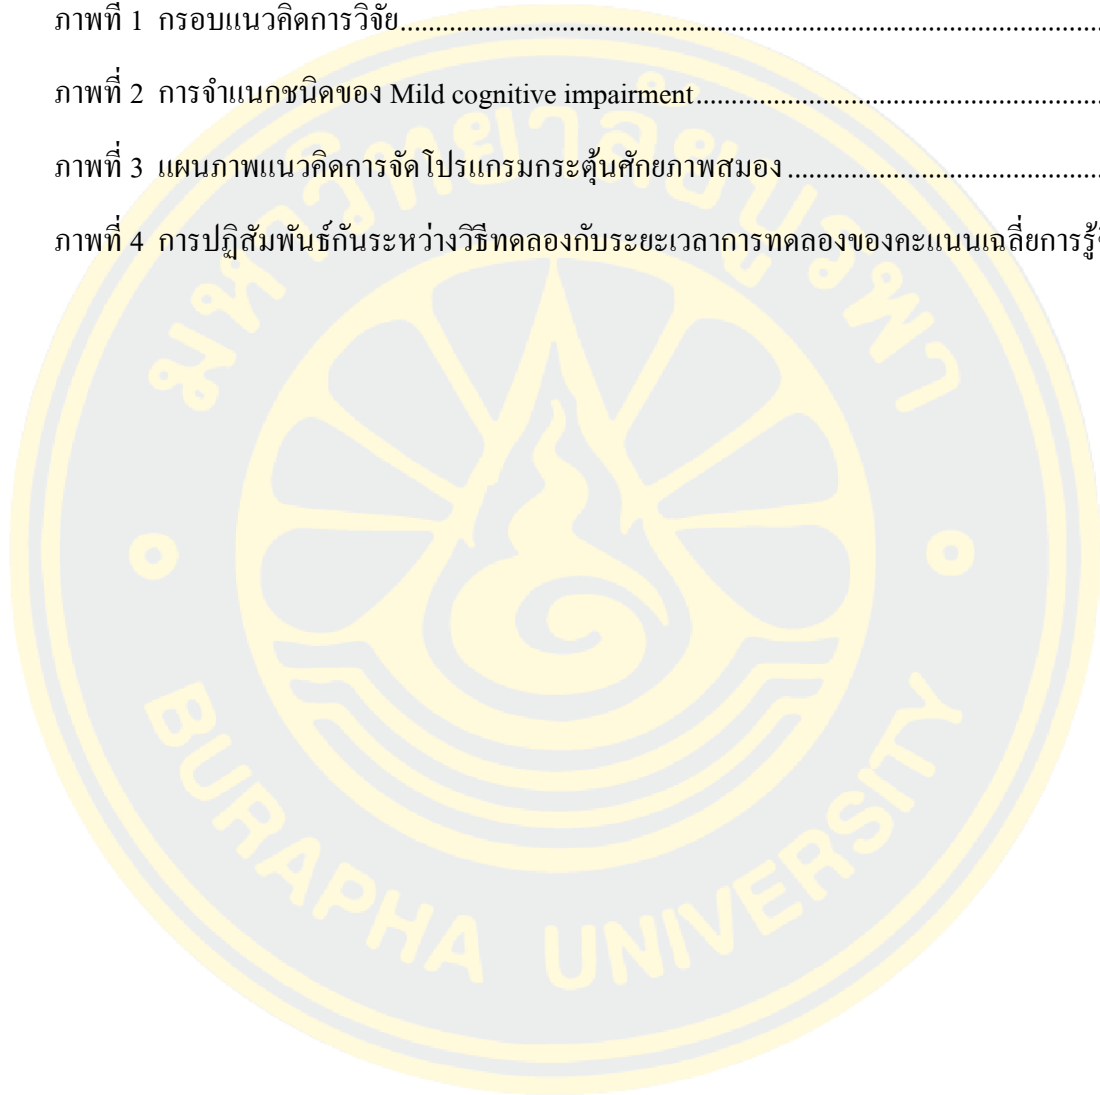 ภาพที่ 1 กรอบแนวคิดการวิจัย
ภาพที่ 2 การจำแนกชนิดของ Mild cognitive impairment
ภาพที่ 3 แผนภาพแนวคิดการจัดโปรแกรมกระตุ้นศักยภาพสมอง
ภาพที่ 4 การปฏิสัมพันธ์กันระหว่างวิธีทดลองกับระยะเวลาการทดลองของคะแนนเฉลี่ยการรู้
มหาวิทยาลัยบูรพา
BURAPHA UNIVERSITY